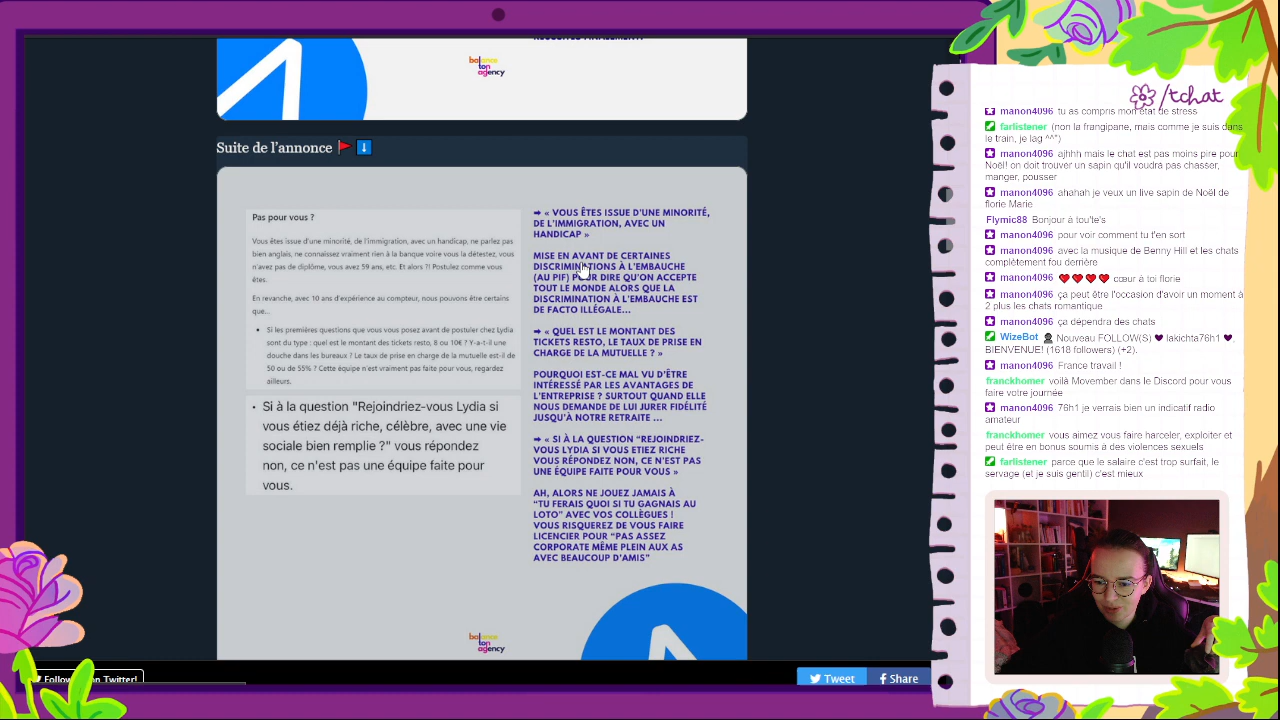 balance
ton
agency
Suite de l'annonce
Pas pour vous ?
Vous êtes issue d'une minorité, de l'immigration, avec un handicap, ne parlez pas
bien anglais, ne connaissez vraiment rien à la banque voire vous la détestez, vous
n'avez pas de diplôme, vous avez 59 ans, etc. Et alors ?! Postulez comme vous
êtes.
En revanche, avec 10 ans d'expérience au compteur, nous pouvons être certains
que...
• Si les premières questions que vous vous posez avant de postuler chez Lydia
sont du type : quel est le montant des tickets resto, 8 ou 10€ ? Y-a-t-il une
douche dans les bureaux ? Le taux de prise en charge de la mutuelle est-il de
50 ou de 55% ? Cette équipe n'est vraiment pas faite pour vous, regardez
ailleurs.
• Si à la question "Rejoindriez-vous Lydia si
vous étiez déjà riche, célèbre, avec une vie
sociale bien remplie ?" vous répondez
non, ce n'est pas une équipe faite pour
vous.
➡ « VOUS ÊTES ISSUE D'UNE MINORITÉ,
DE L'IMMIGRATION, AVEC UN
HANDICAP »
MISE EN AVANT DE CERTAINES
DISCRIMINATIONS À L'EMBAUCHE
(AU PIF) POUR DIRE QU'ON ACCEPTE
TOUT LE MONDE ALORS QUE LA
DISCRIMINATION À L'EMBAUCHE EST
DE FACTO ILLÉGALE...
➡ « QUEL EST LE MONTANT DES
TICKETS RESTO, LE TAUX DE PRISE EN
CHARGE DE LA MUTUELLE ? »
POURQUOI EST-CE MAL VU D'ÊTRE
INTÉRESSÉ PAR LES AVANTAGES DE
L'ENTREPRISE ? SURTOUT QUAND ELLE
NOUS DEMANDE DE LUI JURER FIDÉLITÉ
JUSQU'À NOTRE RETRAITE ...
➡ « SI À LA QUESTION "REJOINDRIEZ-
VOUS LYDIA SI VOUS ETIEZ RICHE
VOUS RÉPONDEZ NON, CE N'EST PAS
UNE ÉQUIPE FAITE POUR VOUS »
AH, ALORS NE JOUEZ JAMAIS À
"TU FERAIS QUOI SI TU GAGNAIS AU
LOTO" AVEC VOS COLLÈGUES !
VOUS RISQUEREZ DE VOUS FAIRE
LICENCIER POUR "PAS ASSEZ
CORPORATE MÊME PLEIN AUX AS
AVEC BEAUCOUP D'AMIS"
balance
ton
agency
Tweet
Share
/tchat
manon4096 tu as compris mon état de stress
farlistener (non la frangipane, mais comme je suis dans
le train, je lag ^^")
manon4096 ajhhh mais le chat est pas moins pire pour
Noël! on doit trouver un sapin qu'il voudra pas chasser,
manger, pousser
manon4096 ahahah je veux un live sapin de Noël de
florie Marie
Flymic88 Bonjour à tou'te's
manon4096 pour voir comment tu t'en sort
manon4096 avec la musique de Benny Hill et les chats
complètement fou derrière
manon4096 cœur à toi florie
manon4096 ça peut être l'occasion d'avoir un moment à
2 plus les chats romantique
manon4096 ça dépendra des chats
WizeBot Nouveau FOLLOW(S) ♥ lakichta76h1 ♥,
BIENVENUE! (1618 followers) (+2).
manon4096 France travail !
franckhomer voilà Movember dans le Discord pour vous
faire votre journée
manon4096 76h1 je verrais bien un indicatif radio
amateur
franckhomer vous aimez vous faire harceler, exploiter et
peut être en bonus soumis a des violences sexuels
farlistener parce que le salaire c'est trop surfait, le
servage (et je suis gentil) c'est mieux